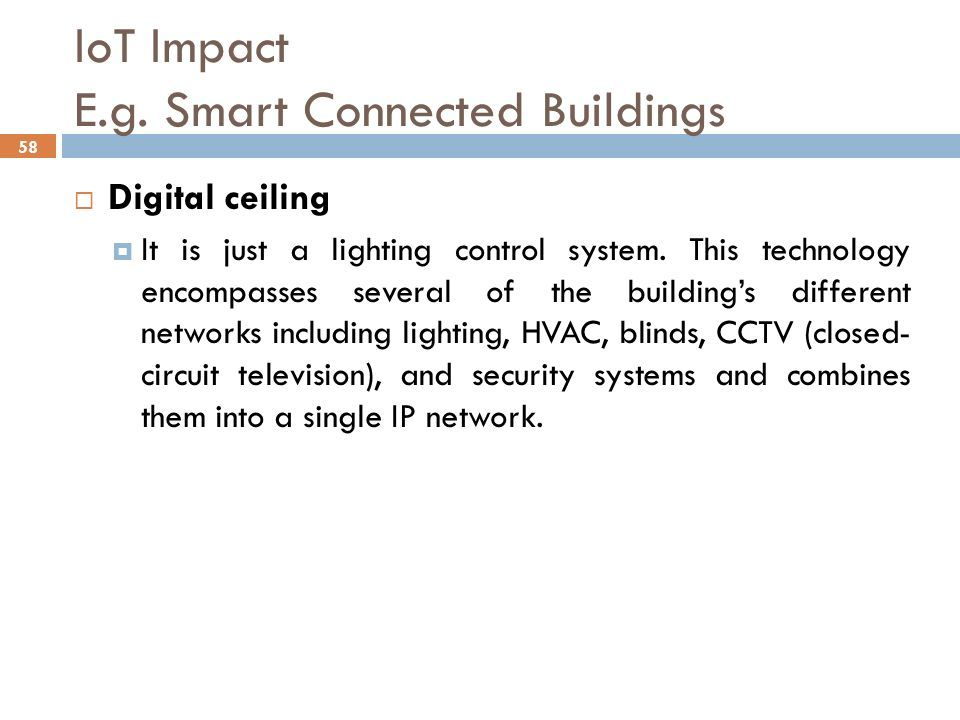 IoT Impact
E.g. Smart Connected Buildings
58
Digital ceiling
It is just a lighting control system. This technology
encompasses several of the building’s different
networks including lighting, HVAC, blinds, CCTV (closed-
circuit television), and security systems and combines
them into a single IP network.